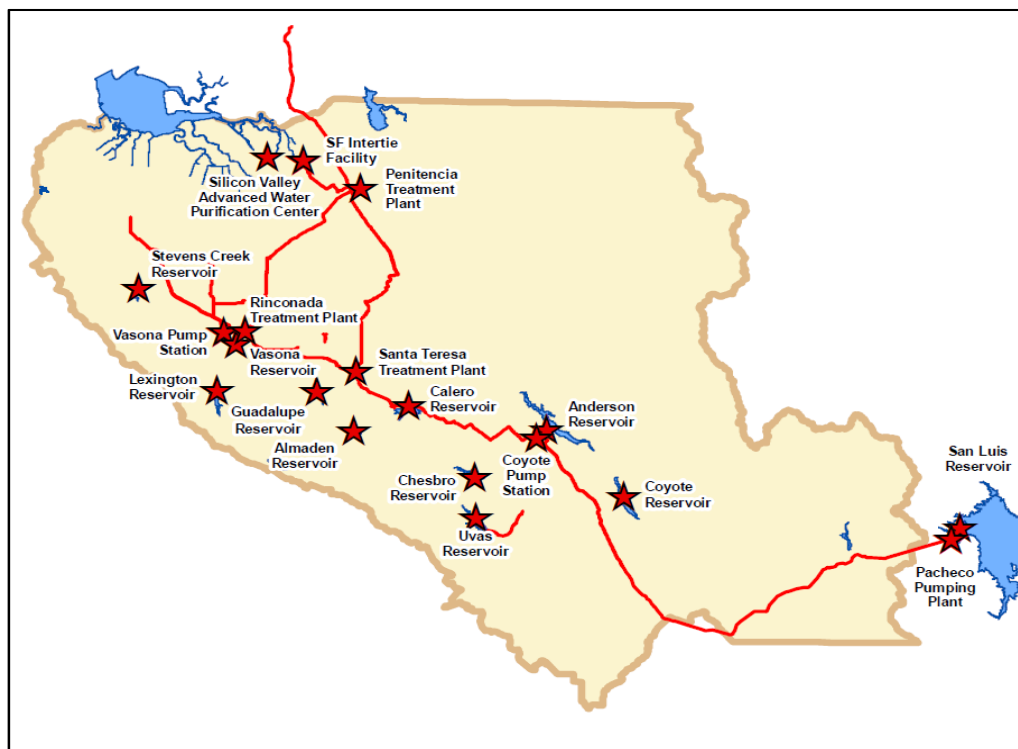 SF Intertie
Facility
Silicon Valley
Advanced Water
Purification Center
Penitencia
Treatment
Plant
Stevens Creek
Reservoir
Rinconada
Treatment Plant
Vasona Pump
Station
Vasona
Reservoir
Santa Teresa
Treatment Plant
Lexington
Reservoir
Guadalupe
Reservoir
Calero
Reservoir
Almaden
Reservoir
Anderson
Reservoir
Coyote
Pump
Station
Chesbro
Reservoir
Coyote
Reservoir
Uvas
Reservoir
San Luis
Reservoir
Pacheco
Pumping
Plant